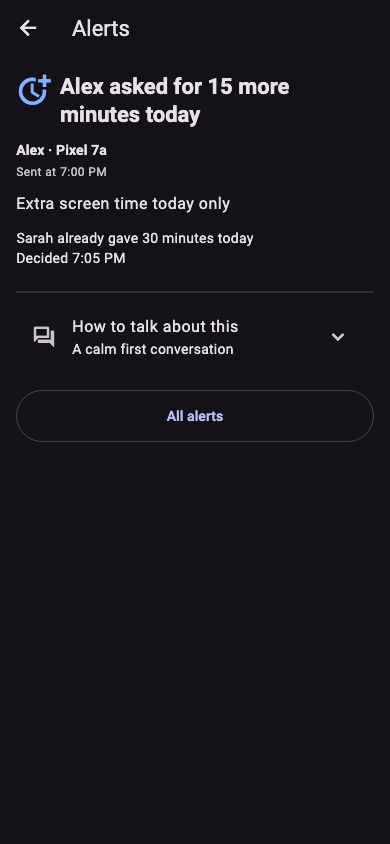 Alerts
Alex asked for 15 more
minutes today
Alex · Pixel 7a
Sent at 7:00 PM
Extra screen time today only
Sarah already gave 30 minutes today
Decided 7:05 PM
How to talk about this
A calm first conversation
All alerts